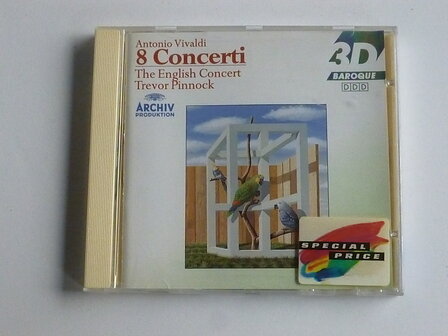 Antonio Vivaldi
8 Concerti
The English Concert
Trevor Pinnock
ARCHIV
PRODUKTION
3D
BAROQUE
DDD
SPECIAL
PRICE